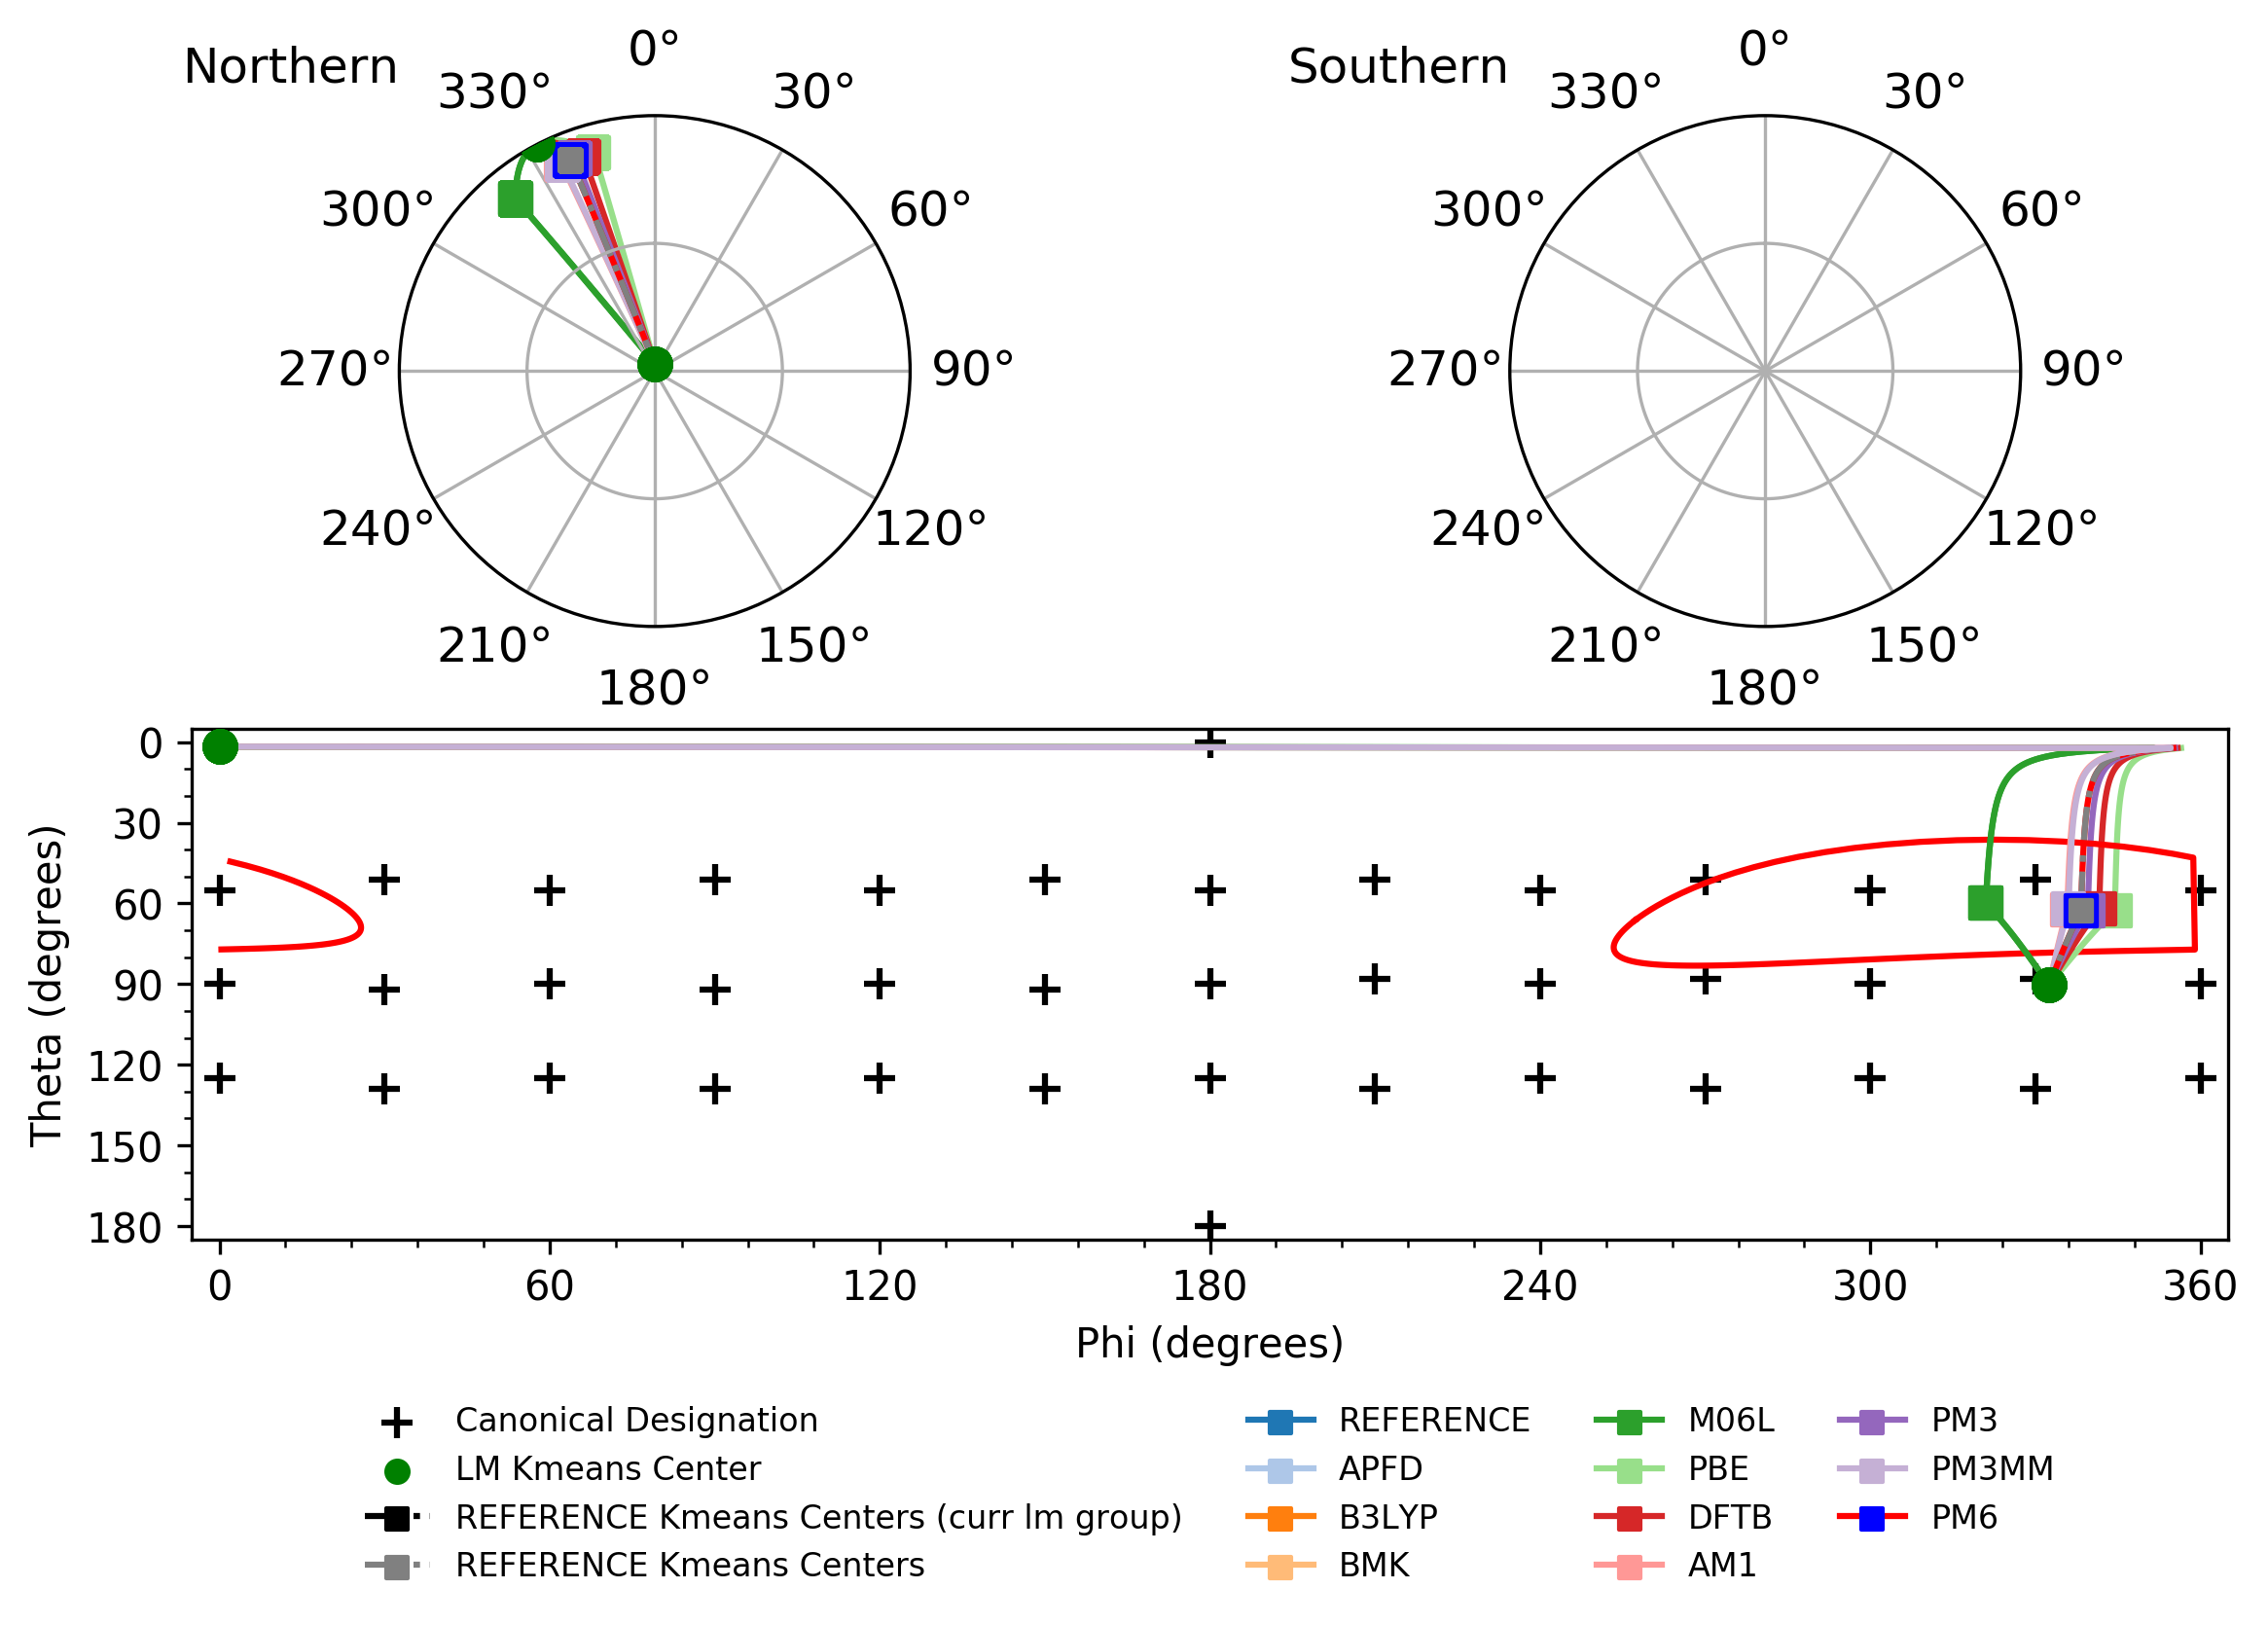 Northern
0°
30°
60°
90°
120°
150°
180°
210°
240°
270°
300°
330°
Southern
0°
30°
60°
90°
120°
150°
180°
210°
240°
270°
300°
330°
Theta (degrees)
0
30
60
90
120
150
180
0
60
120
180
240
300
360
Phi (degrees)
Canonical Designation
LM Kmeans Center
REFERENCE Kmeans Centers (curr lm group)
REFERENCE Kmeans Centers
REFERENCE
APFD
B3LYP
BMK
M06L
PBE
DFTB
AM1
PM3
PM3MM
PM6